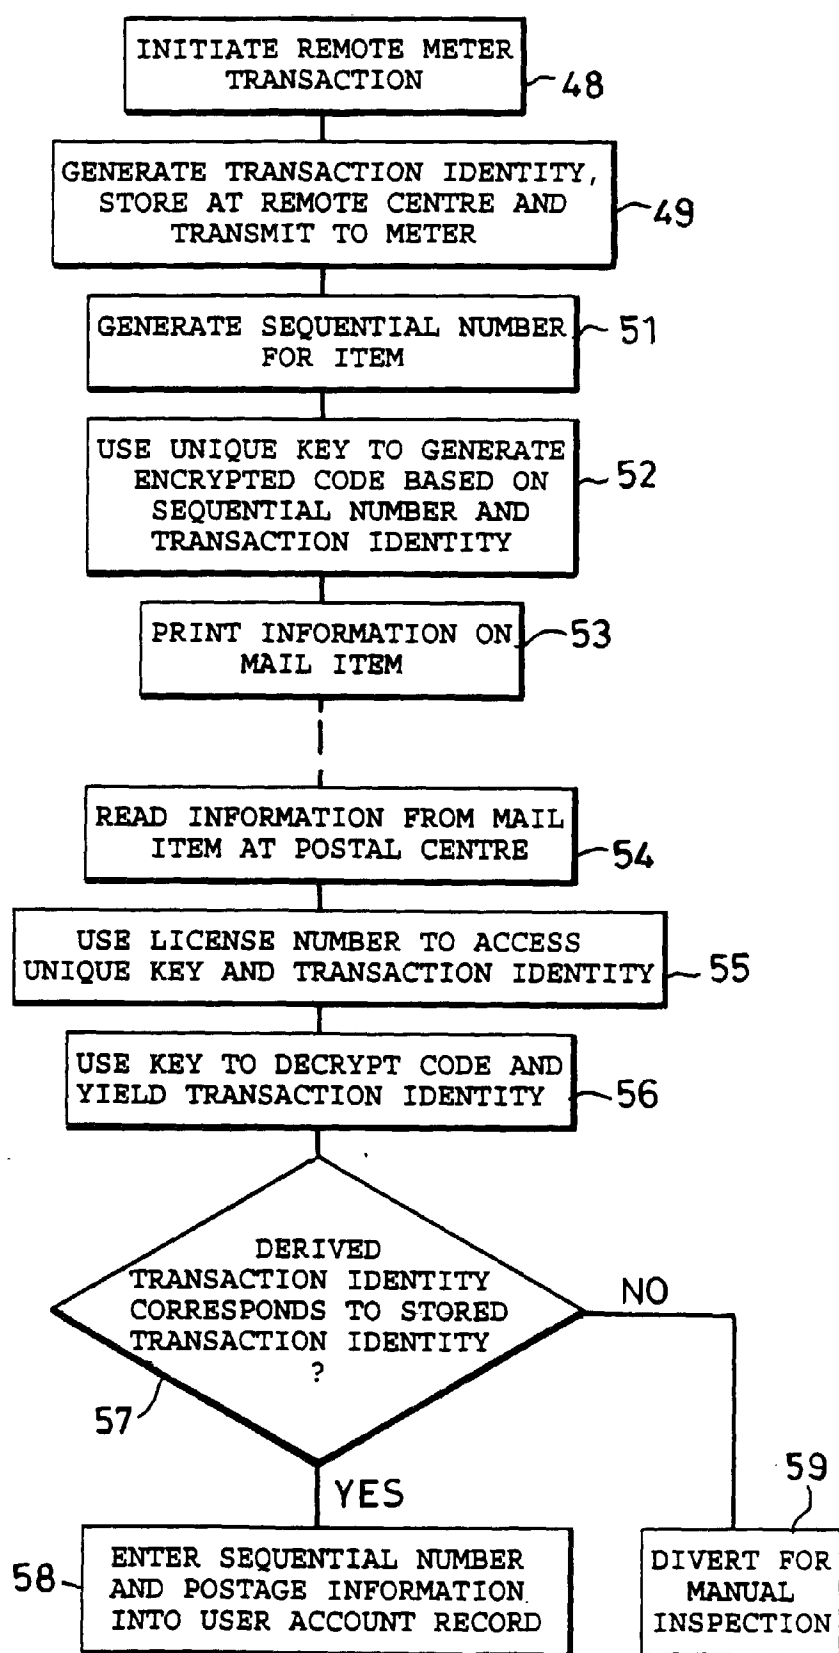 INITIATE REMOTE METER
TRANSACTION
48
GENERATE TRANSACTION IDENTITY,
STORE AT REMOTE CENTRE AND
TRANSMIT TO METER
49
GENERATE SEQUENTIAL NUMBER
FOR ITEM
51
USE UNIQUE KEY TO GENERATE
ENCRYPTED CODE BASED ON
SEQUENTIAL NUMBER AND
TRANSACTION IDENTITY
52
PRINT INFORMATION ON
MAIL ITEM
53
READ INFORMATION FROM MAIL
ITEM AT POSTAL CENTRE
54
USE LICENSE NUMBER TO ACCESS
UNIQUE KEY AND TRANSACTION IDENTITY
55
USE KEY TO DECRYPT CODE AND
YIELD TRANSACTION IDENTITY
56
DERIVED
TRANSACTION IDENTITY
CORRESPONDS TO STORED
TRANSACTION IDENTITY
?
57
NO
YES
58
ENTER SEQUENTIAL NUMBER
AND POSTAGE INFORMATION
INTO USER ACCOUNT RECORD
59
DIVERT FOR
MANUAL
INSPECTION